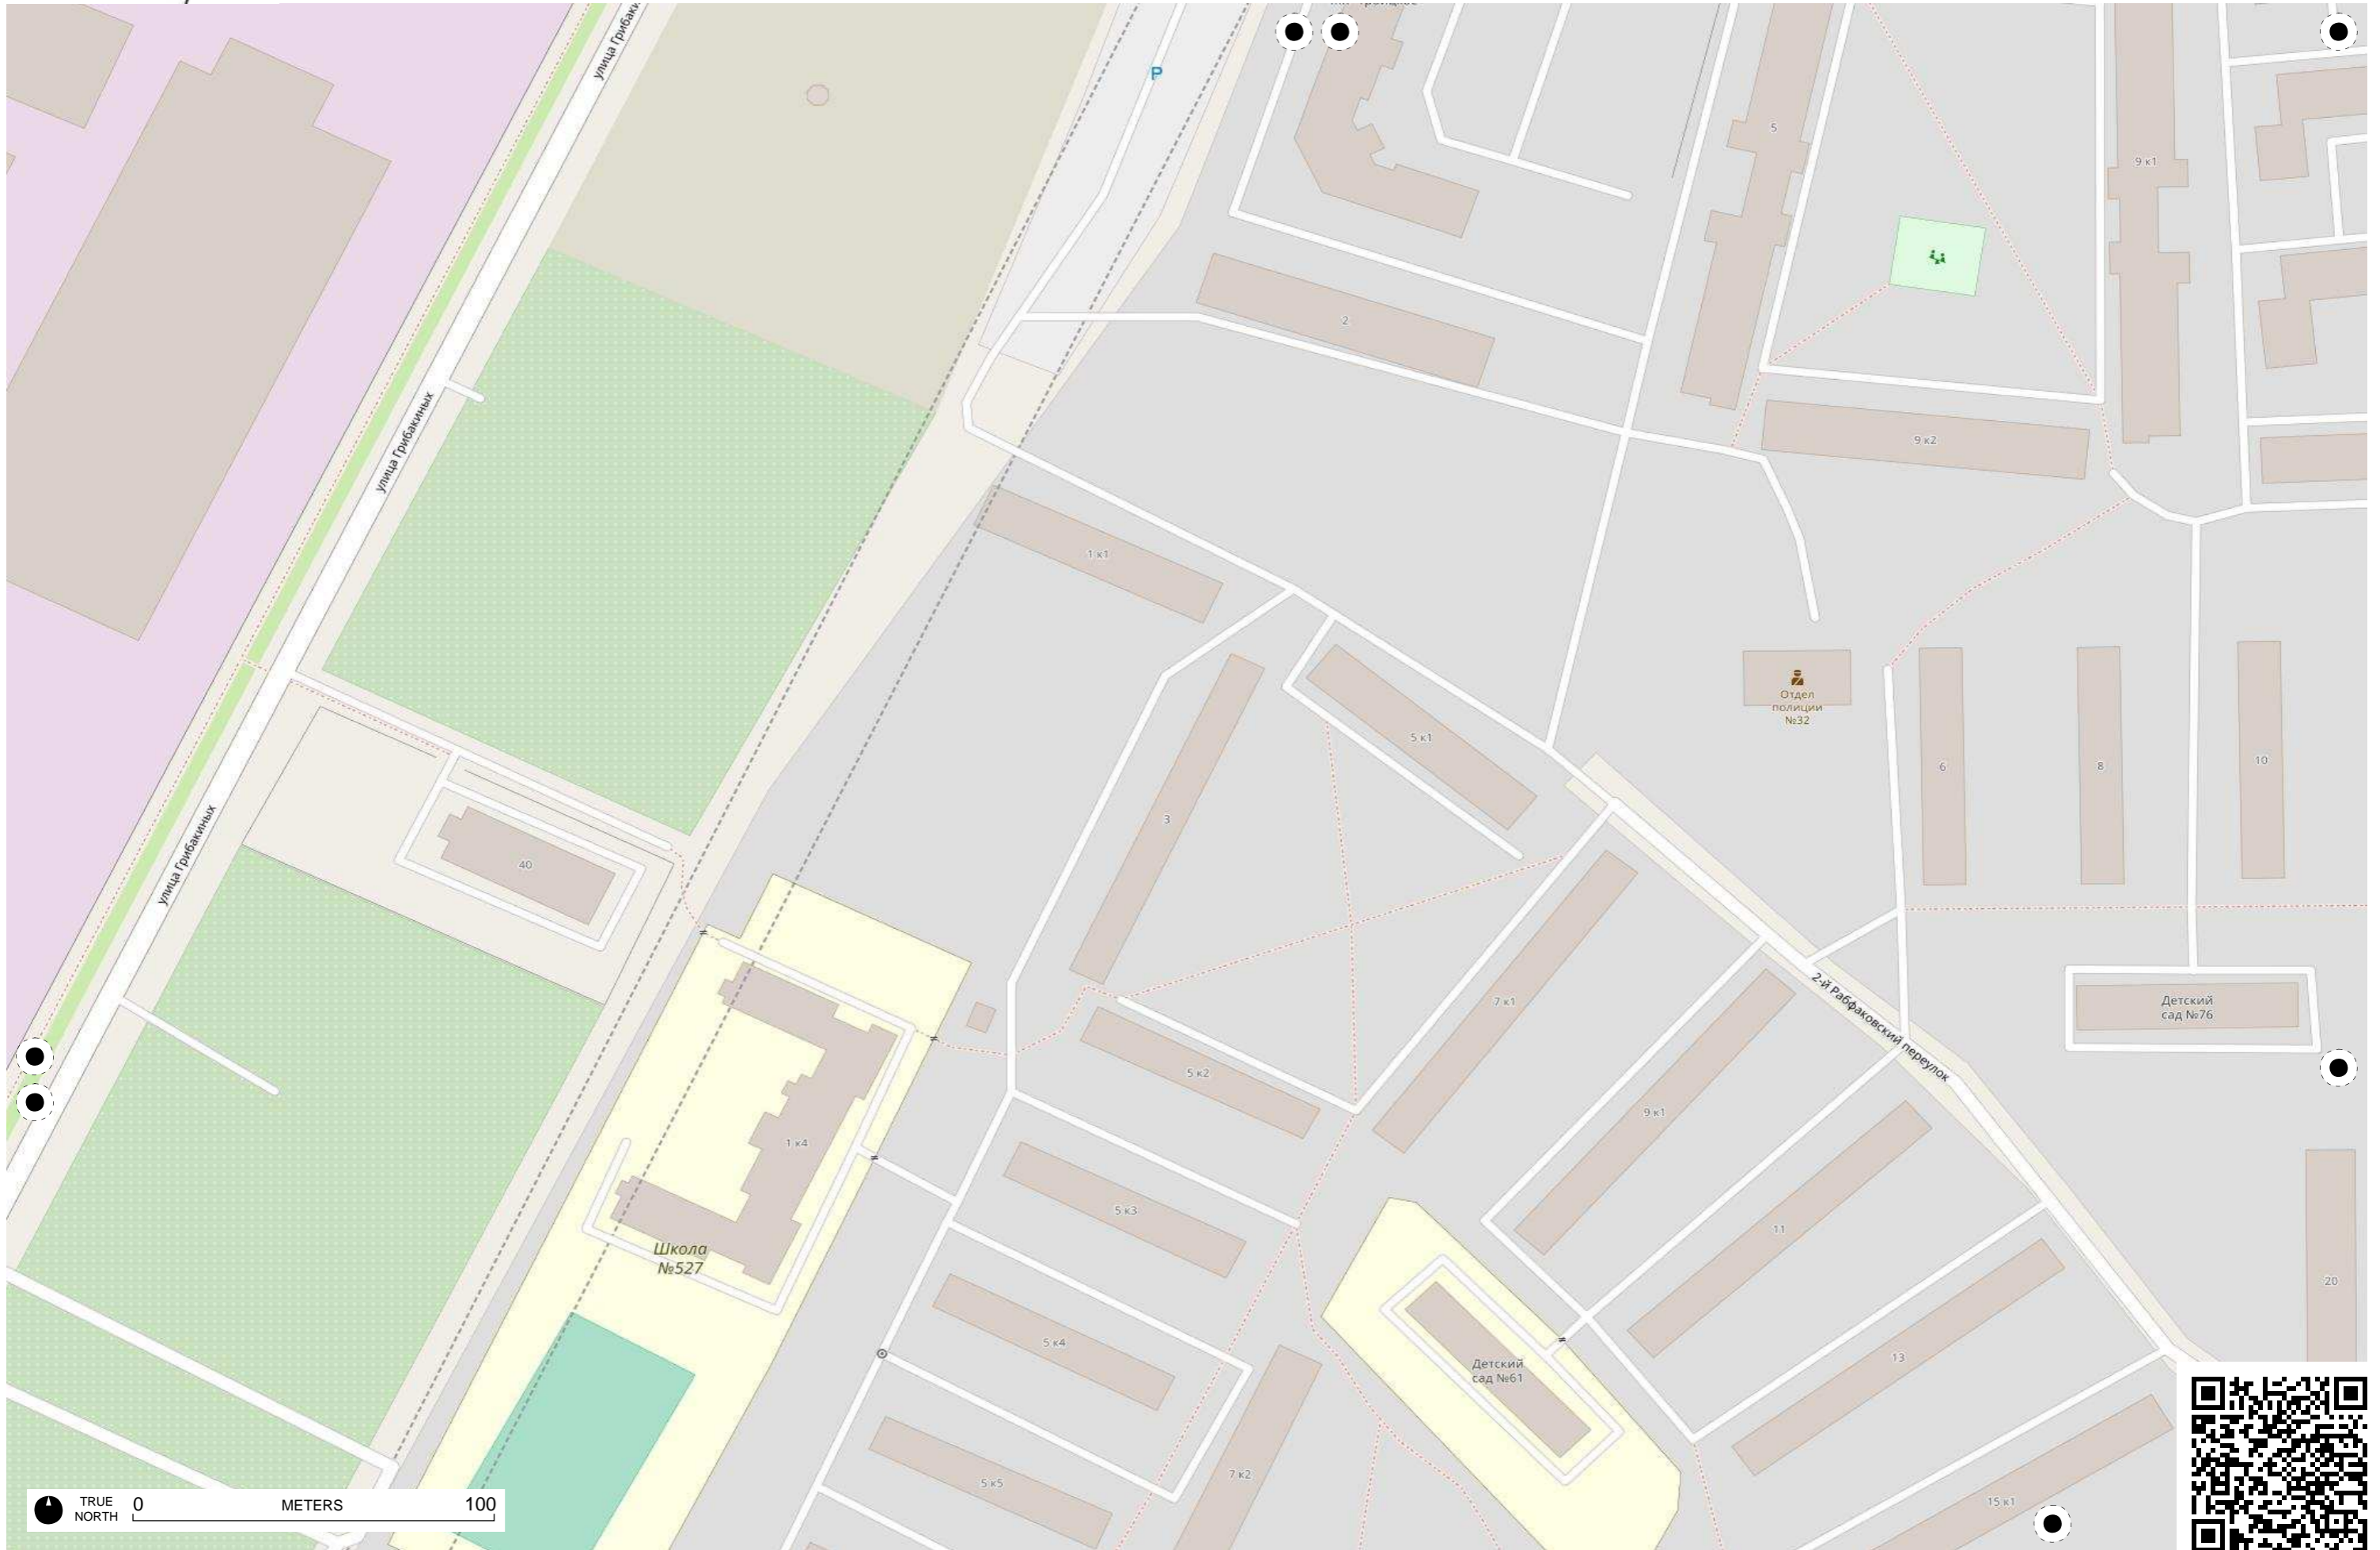 улица Грибакиных
P
5
9 к1
2
улица Грибакиных
9 к2
1 к1
Отдел
полиции
№32
5 к1
6
8
10
3
40
улица Грибакиных
2-й Рабфаковский переулок
7 к1
Детский
сад №76
5 к2
9 к1
1 к4
5 к3
11
Школа
№527
20
5 к4
13
Детский
сад №61
5 к5
7 к2
15 к1
TRUE
NORTH
0 METERS 100